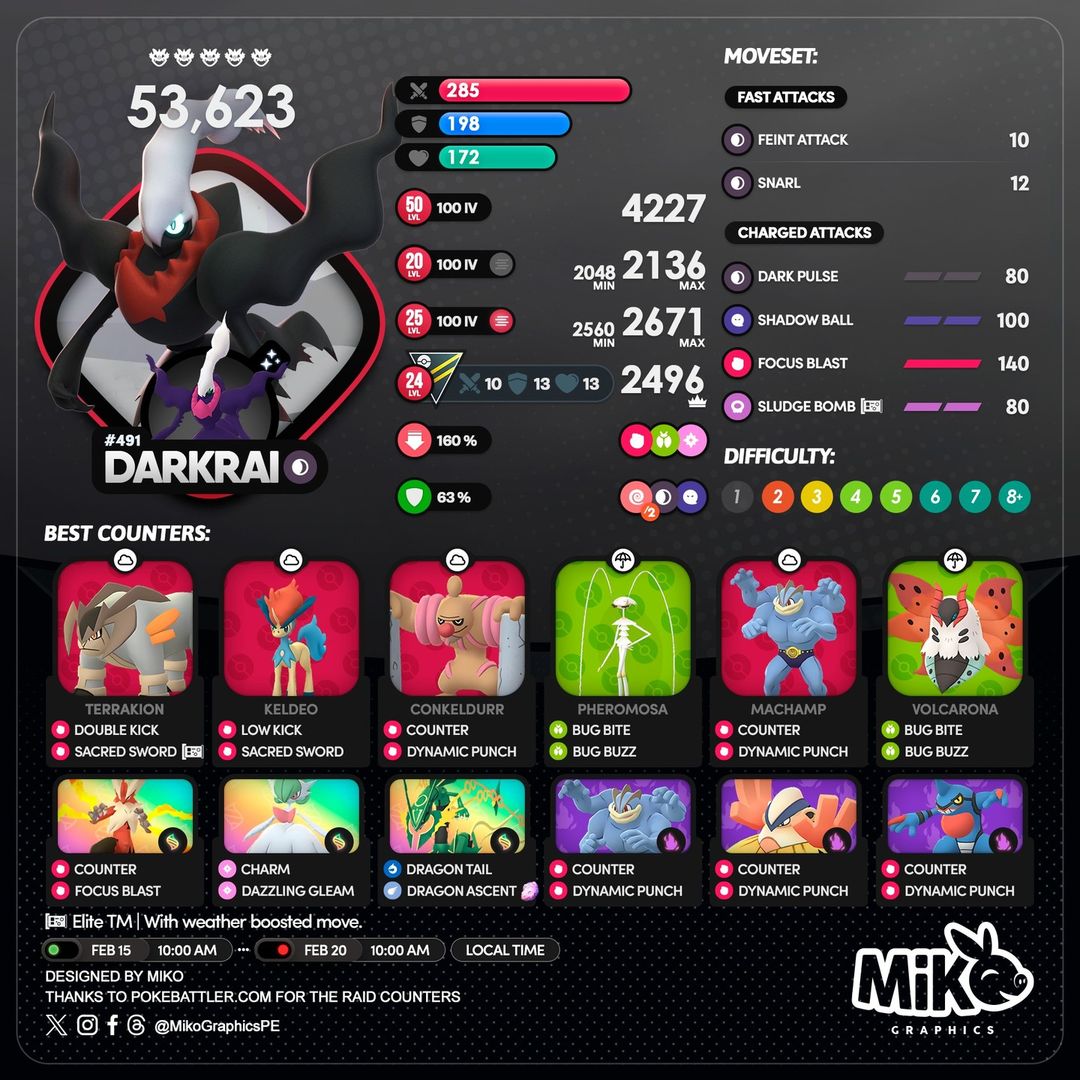 53,623
#491
DARKRAI
285
198
172
50 LVL 100 IV 4227
20 LVL 100 IV 2048 MIN 2136 MAX
25 LVL 100 IV 2560 MIN 2671 MAX
24 LVL 10 13 13 2496
160 %
63 % /2
MOVESET:
FAST ATTACKS
FEINT ATTACK 10
SNARL 12
CHARGED ATTACKS
DARK PULSE 80
SHADOW BALL 100
FOCUS BLAST 140
SLUDGE BOMB 80
DIFFICULTY:
1 2 3 4 5 6 7 8+
BEST COUNTERS:
TERRAKION
DOUBLE KICK
SACRED SWORD
KELDEO
LOW KICK
SACRED SWORD
CONKELDURR
COUNTER
DYNAMIC PUNCH
PHEROMOSA
BUG BITE
BUG BUZZ
MACHAMP
COUNTER
DYNAMIC PUNCH
VOLCARONA
BUG BITE
BUG BUZZ
COUNTER
FOCUS BLAST
CHARM
DAZZLING GLEAM
DRAGON TAIL
DRAGON ASCENT
COUNTER
DYNAMIC PUNCH
COUNTER
DYNAMIC PUNCH
COUNTER
DYNAMIC PUNCH
Elite TM | With weather boosted move.
FEB 15 10:00 AM ... FEB 20 10:00 AM LOCAL TIME
DESIGNED BY MIKO
THANKS TO POKEBATTLER.COM FOR THE RAID COUNTERS
@MikoGraphicsPE
MiKO
GRAPHICS